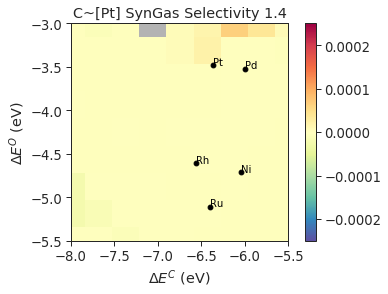 C~[Pt] SynGas Selectivity 1.4
−3.0
−3.5
−4.0
−4.5
−5.0
−5.5
ΔE^O (eV)
Pt
Pd
Rh
Ni
Ru
−8.0 −7.5 −7.0 −6.5 −6.0 −5.5
ΔE^C (eV)
0.0002
0.0001
0.0000
−0.0001
−0.0002